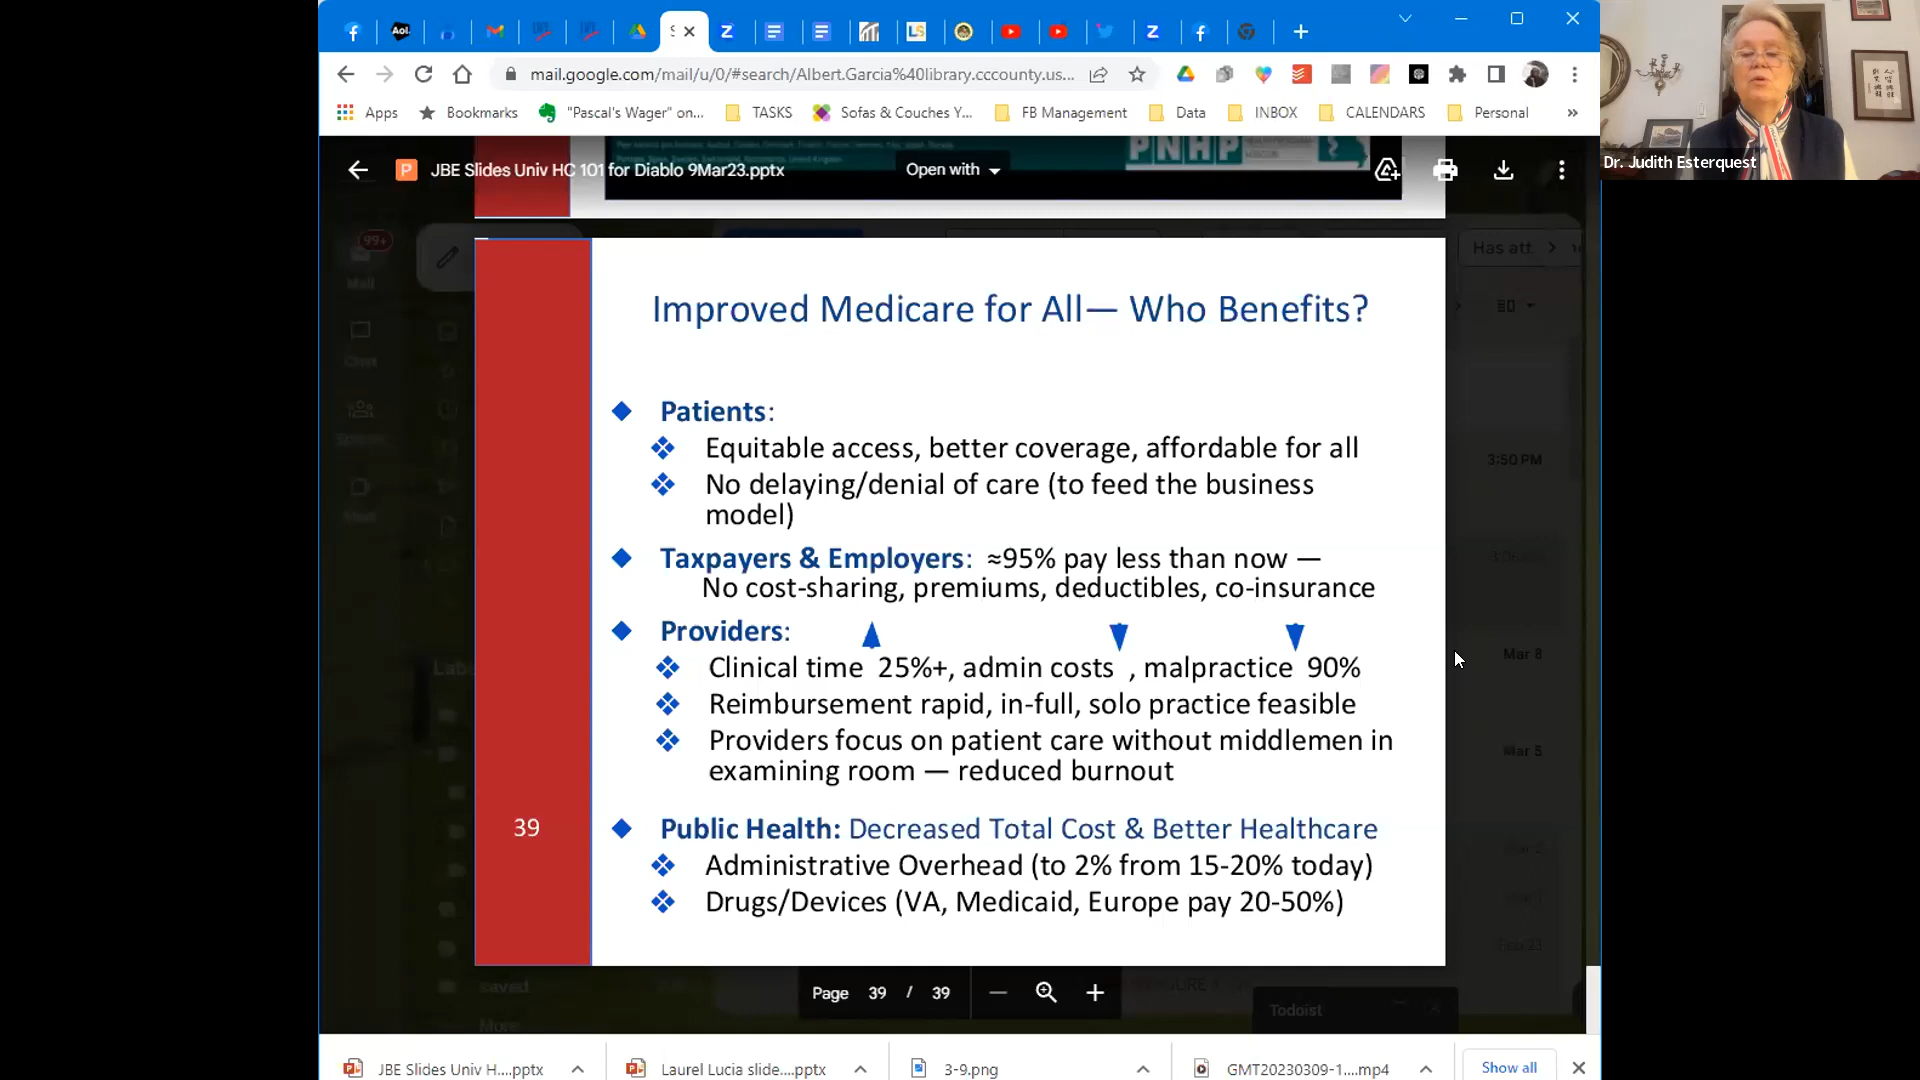 Aol.
mail.google.com/mail/u/0/#search/Albert.Garcia%40library.cccounty.us...
Apps
Bookmarks
"Pascal's Wager" on...
TASKS
Sofas & Couches Y...
FB Management
Data
INBOX
CALENDARS
Personal
»
Dr. Judith Esterquest
PNHP
JBE Slides Univ HC 101 for Diablo 9Mar23.pptx
Open with
99+
Mail
Chat
Has att
3:50 PM
Mar 8
Mar 5
Improved Medicare for All— Who Benefits?
Patients:
Equitable access, better coverage, affordable for all
No delaying/denial of care (to feed the business
model)
Taxpayers & Employers: ≈95% pay less than now —
No cost-sharing, premiums, deductibles, co-insurance
Providers:
Clinical time 25%+, admin costs , malpractice 90%
Reimbursement rapid, in-full, solo practice feasible
Providers focus on patient care without middlemen in
examining room — reduced burnout
39
Public Health: Decreased Total Cost & Better Healthcare
Administrative Overhead (to 2% from 15-20% today)
Drugs/Devices (VA, Medicaid, Europe pay 20-50%)
Labe
saved
More
Page 39 / 39
Todoist
JBE Slides Univ H....pptx
Laurel Lucia slide....pptx
3-9.png
GMT20230309-1....mp4
Show all